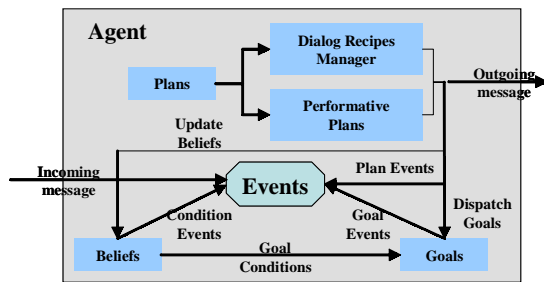 Agent
Dialog Recipes
Manager
Plans
Performative
Plans
Outgoing
message
Update
Beliefs
Incoming
message
Plan Events
Events
Condition
Events
Goal
Events
Dispatch
Goals
Beliefs
Goal
Conditions
Goals